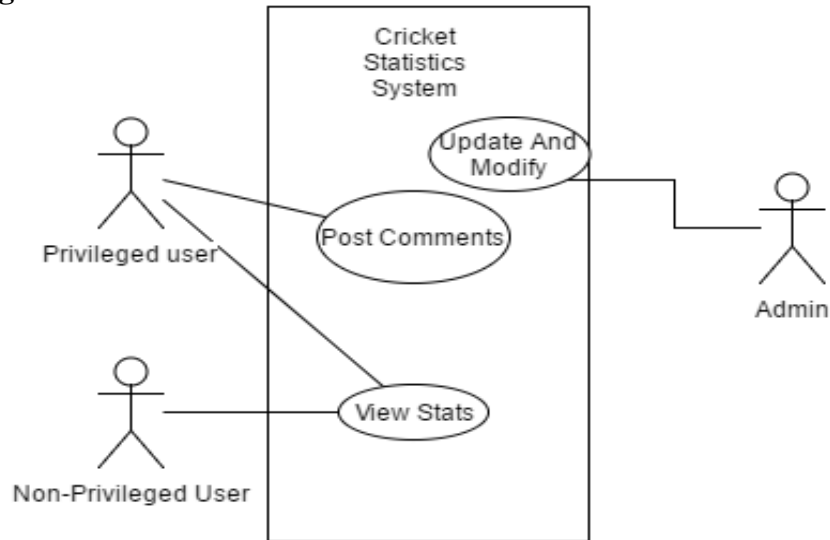 g
Cricket
Statistics
System
Update And
Modify
Post Comments
Privileged user
Admin
View Stats
Non-Privileged User